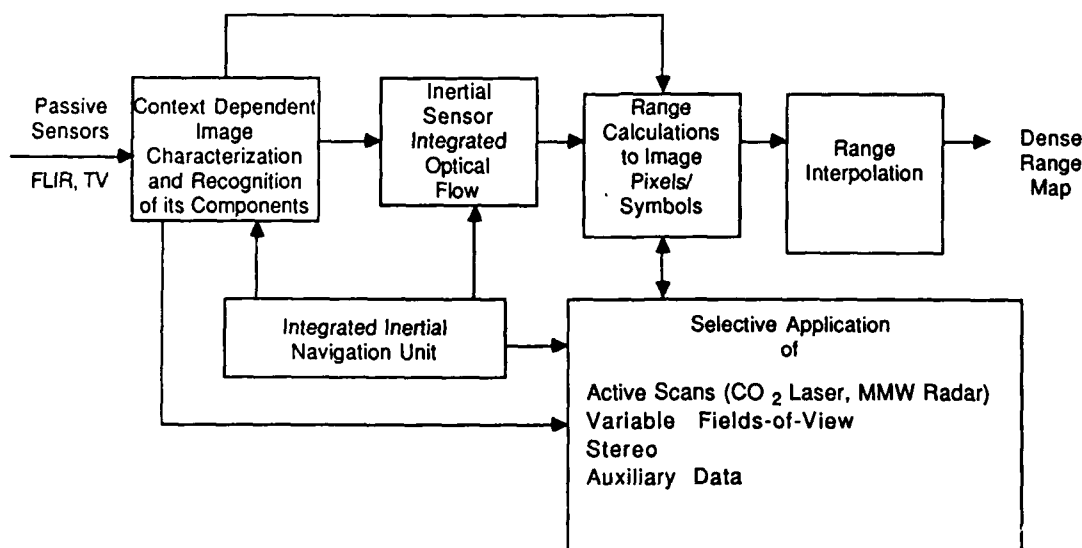 Passive
Sensors
FLIR, TV
Context Dependent
Image
Characterization
and Recognition
of its Components
Inertial
Sensor
Integrated
Optical
Flow
Range
Calculations
to Image
Pixels/
Symbols
Range
Interpolation
Dense
Range
Map
Integrated Inertial
Navigation Unit
Selective Application
of
Active Scans (CO 2 Laser, MMW Radar)
Variable Fields-of-View
Stereo
Auxiliary Data